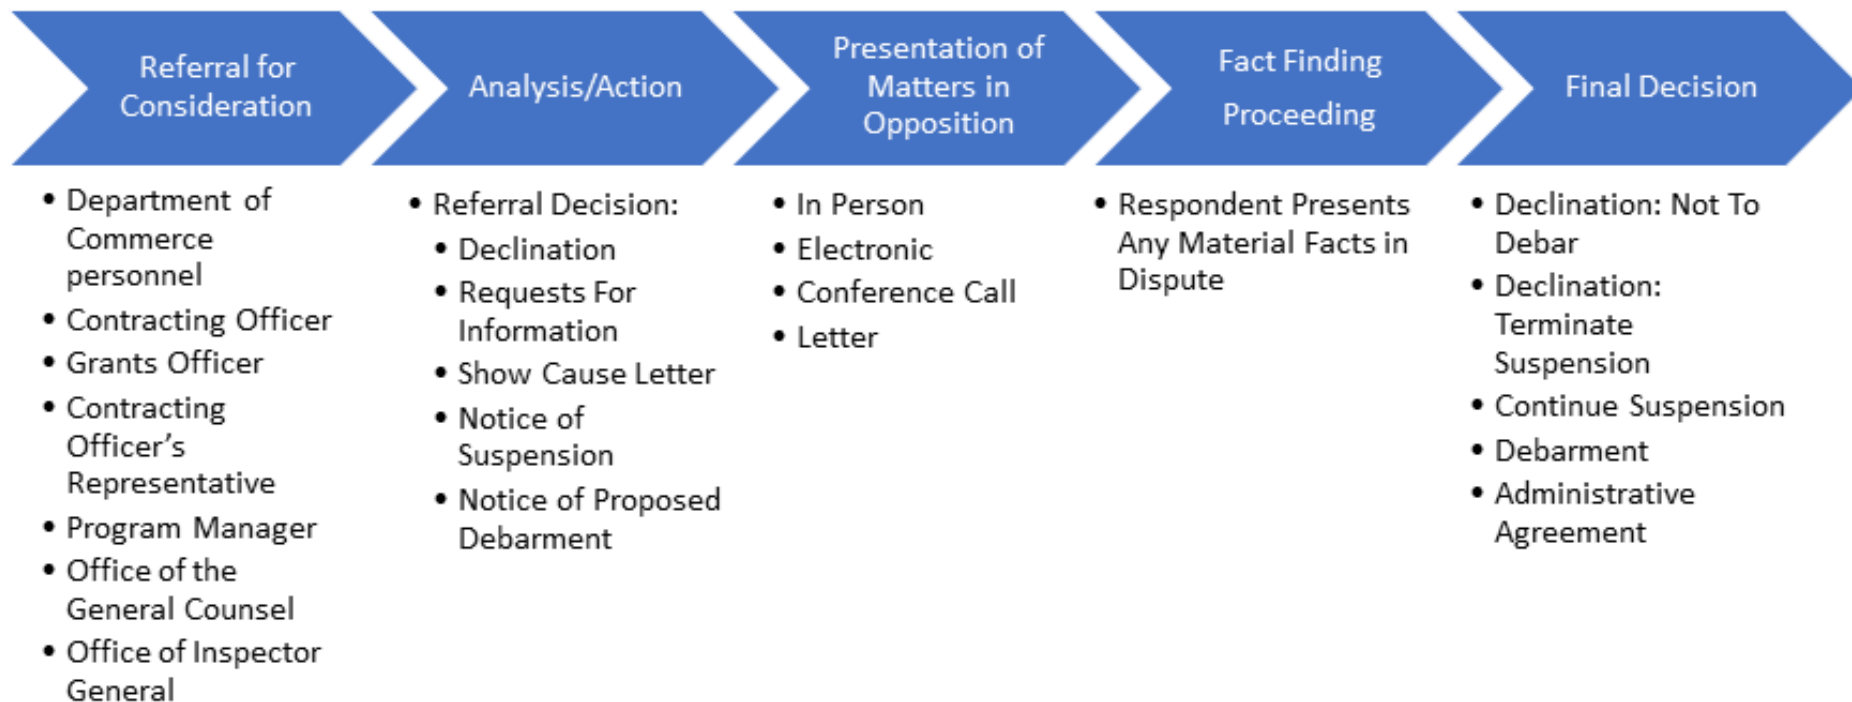 Referral for
Consideration
Analysis/Action
Presentation of
Matters in
Opposition
Fact Finding
Proceeding
Final Decision
• Department of
Commerce
personnel
• Contracting Officer
• Grants Officer
• Contracting
Officer's
Representative
• Program Manager
• Office of the
General Counsel
• Office of Inspector
General
• Referral Decision:
• Declination
• Requests For
Information
• Show Cause Letter
• Notice of
Suspension
• Notice of Proposed
Debarment
• In Person
• Electronic
• Conference Call
• Letter
• Respondent Presents
Any Material Facts in
Dispute
• Declination: Not To
Debar
• Declination:
Terminate
Suspension
• Continue Suspension
• Debarment
• Administrative
Agreement